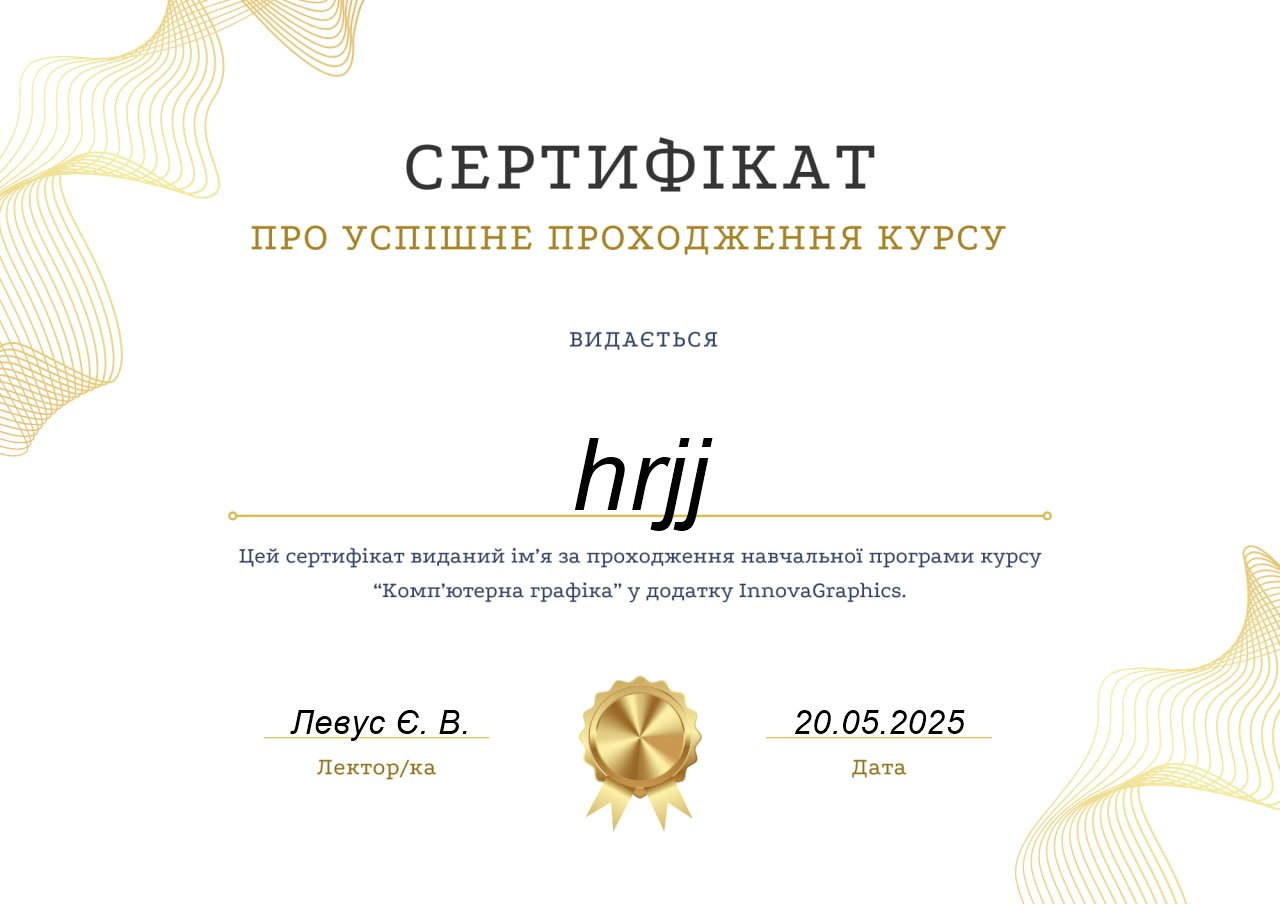 СЕРТИФІКАТ
ПРО УСПІШНЕ ПРОХОДЖЕННЯ КУРСУ
ВИДАЄТЬСЯ
hrjj
Цей сертифікат виданий ім’я за проходження навчальної програми курсу
“Комп’ютерна графіка” у додатку InnovaGraphics.
Левус Є. В.
Лектор/ка
20.05.2025
Дата